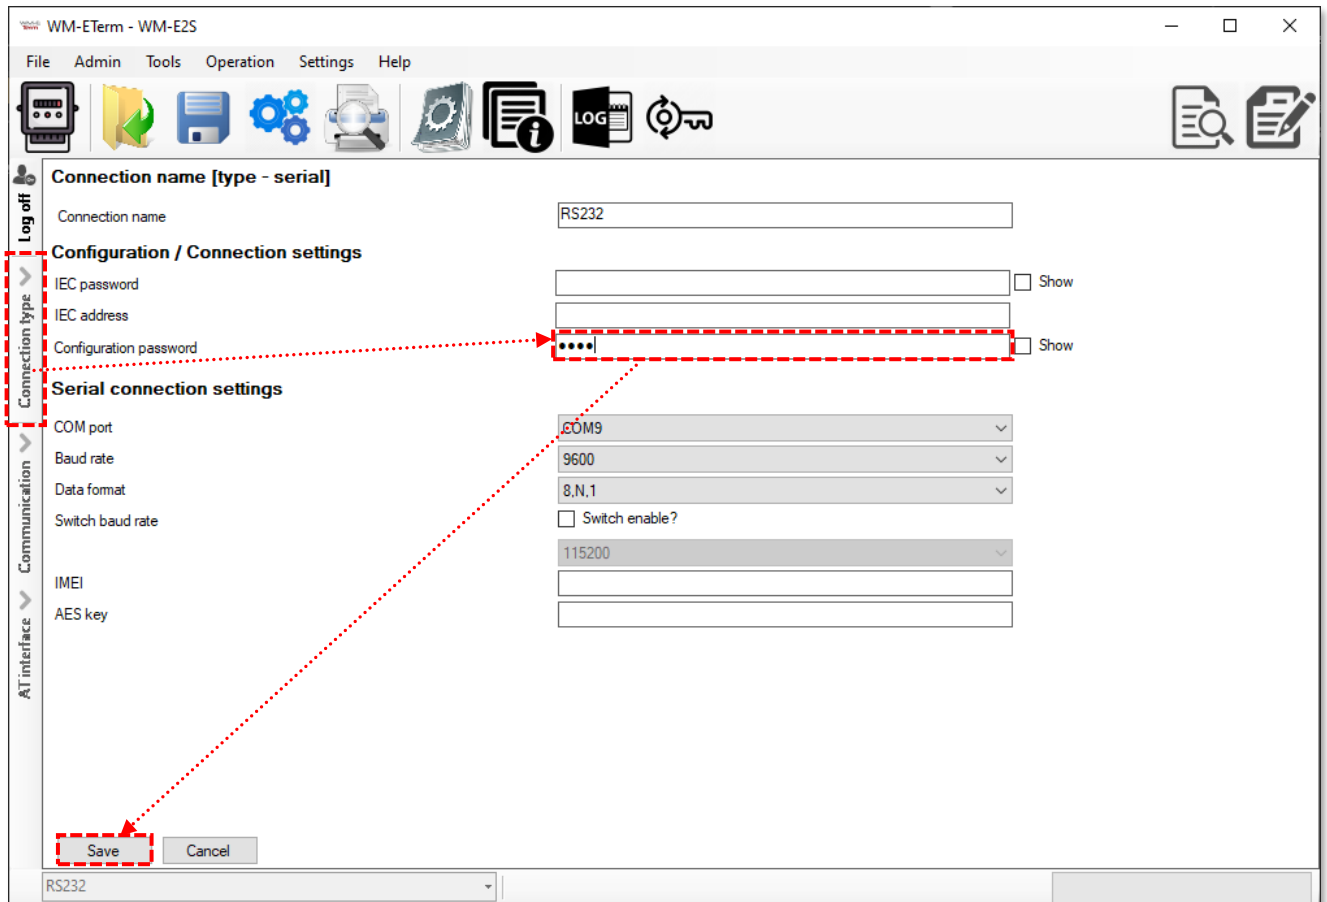 WM-ETerm - WM-E2S
File Admin Tools Operation Settings Help
LOG
Log off
Connection type
Communication
AT interface
Connection name [type - serial]
Connection name RS232
Configuration / Connection settings
IEC password Show
IEC address
Configuration password •••• Show
Serial connection settings
COM port COM9
Baud rate 9600
Data format 8,N,1
Switch baud rate Switch enable?
115200
IMEI
AES key
Save Cancel
RS232